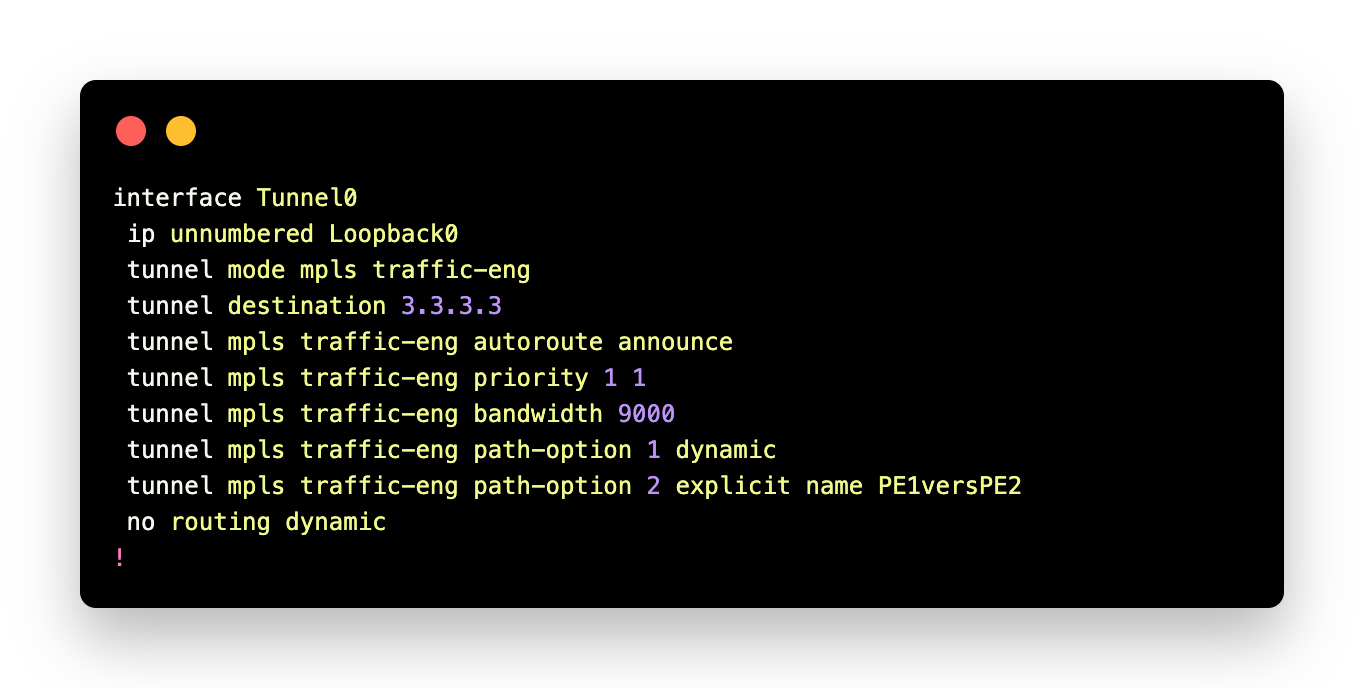 interface Tunnel0
 ip unnumbered Loopback0
 tunnel mode mpls traffic-eng
 tunnel destination 3.3.3.3
 tunnel mpls traffic-eng autoroute announce
 tunnel mpls traffic-eng priority 1 1
 tunnel mpls traffic-eng bandwidth 9000
 tunnel mpls traffic-eng path-option 1 dynamic
 tunnel mpls traffic-eng path-option 2 explicit name PE1versPE2
 no routing dynamic
!